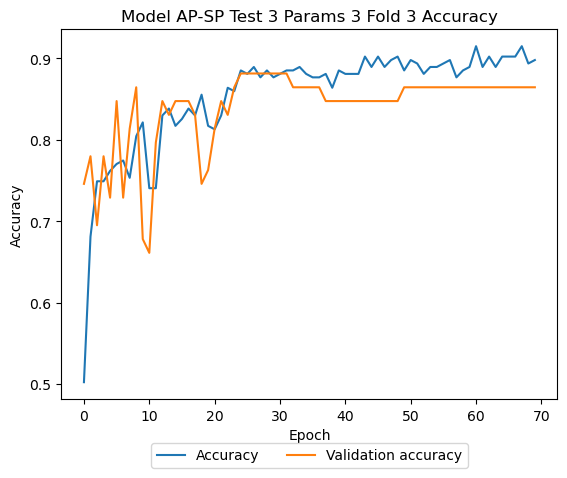 Model AP-SP Test 3 Params 3 Fold 3 Accuracy
0.9
0.8
0.7
0.6
0.5
Accuracy
0 10 20 30 40 50 60 70
Epoch
Accuracy Validation accuracy